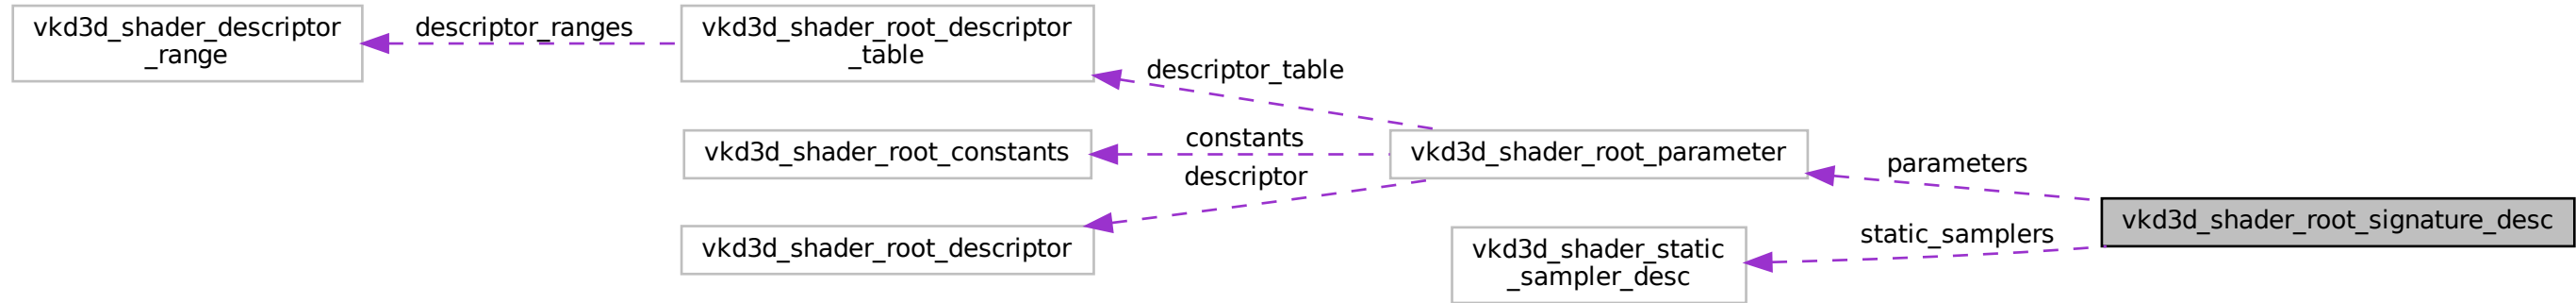 vkd3d_shader_descriptor
_range
descriptor_ranges
vkd3d_shader_root_descriptor
_table
descriptor_table
vkd3d_shader_root_constants
constants
vkd3d_shader_root_parameter
descriptor
parameters
vkd3d_shader_root_signature_desc
vkd3d_shader_root_descriptor
static_samplers
vkd3d_shader_static
_sampler_desc